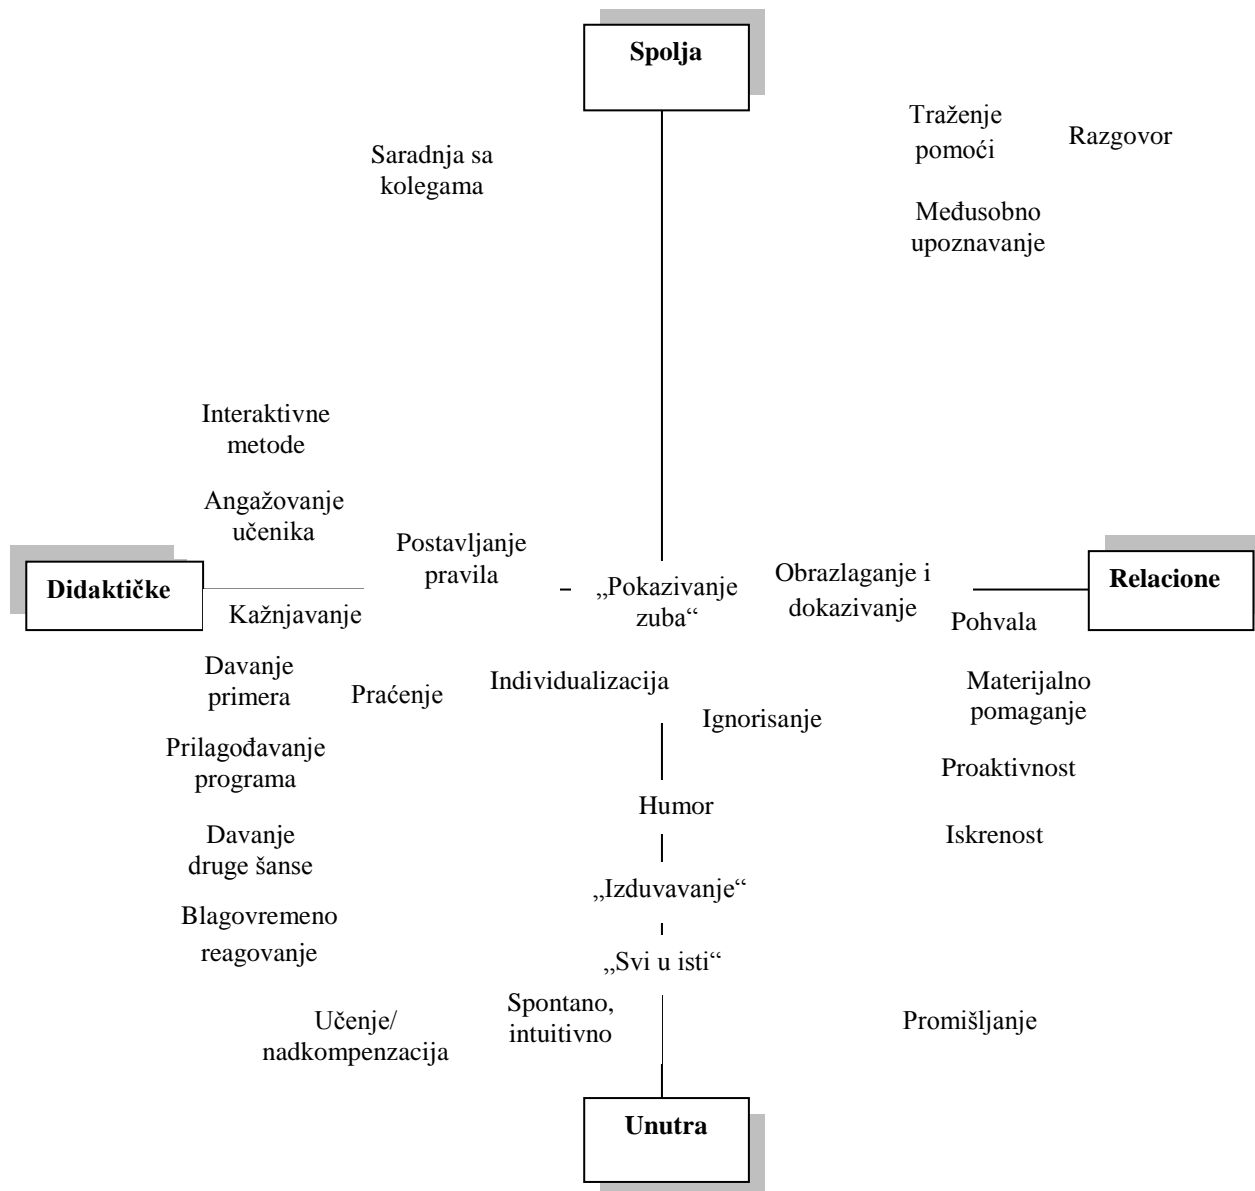 Spolja
Traženje
pomoći
Razgovor
Saradnja sa
kolegama
Međusobno
upoznavanje
Interaktivne
metode
Angažovanje
učenika
Postavljanje
pravila
Didaktičke
„Pokazivanje
zuba“
Obrazlaganje i
dokazivanje
Relacione
Kažnjavanje
Pohvala
Davanje
primera
Praćenje
Individualizacija
Ignorisanje
Materijalno
pomaganje
Prilagođavanje
programa
Proaktivnost
Humor
Davanje
druge šanse
Iskrenost
„Izduvavanje“
Blagovremeno
reagovanje
„Svi u isti“
Učenje/
nadkompenzacija
Spontano,
intuitivno
Promišljanje
Unutra